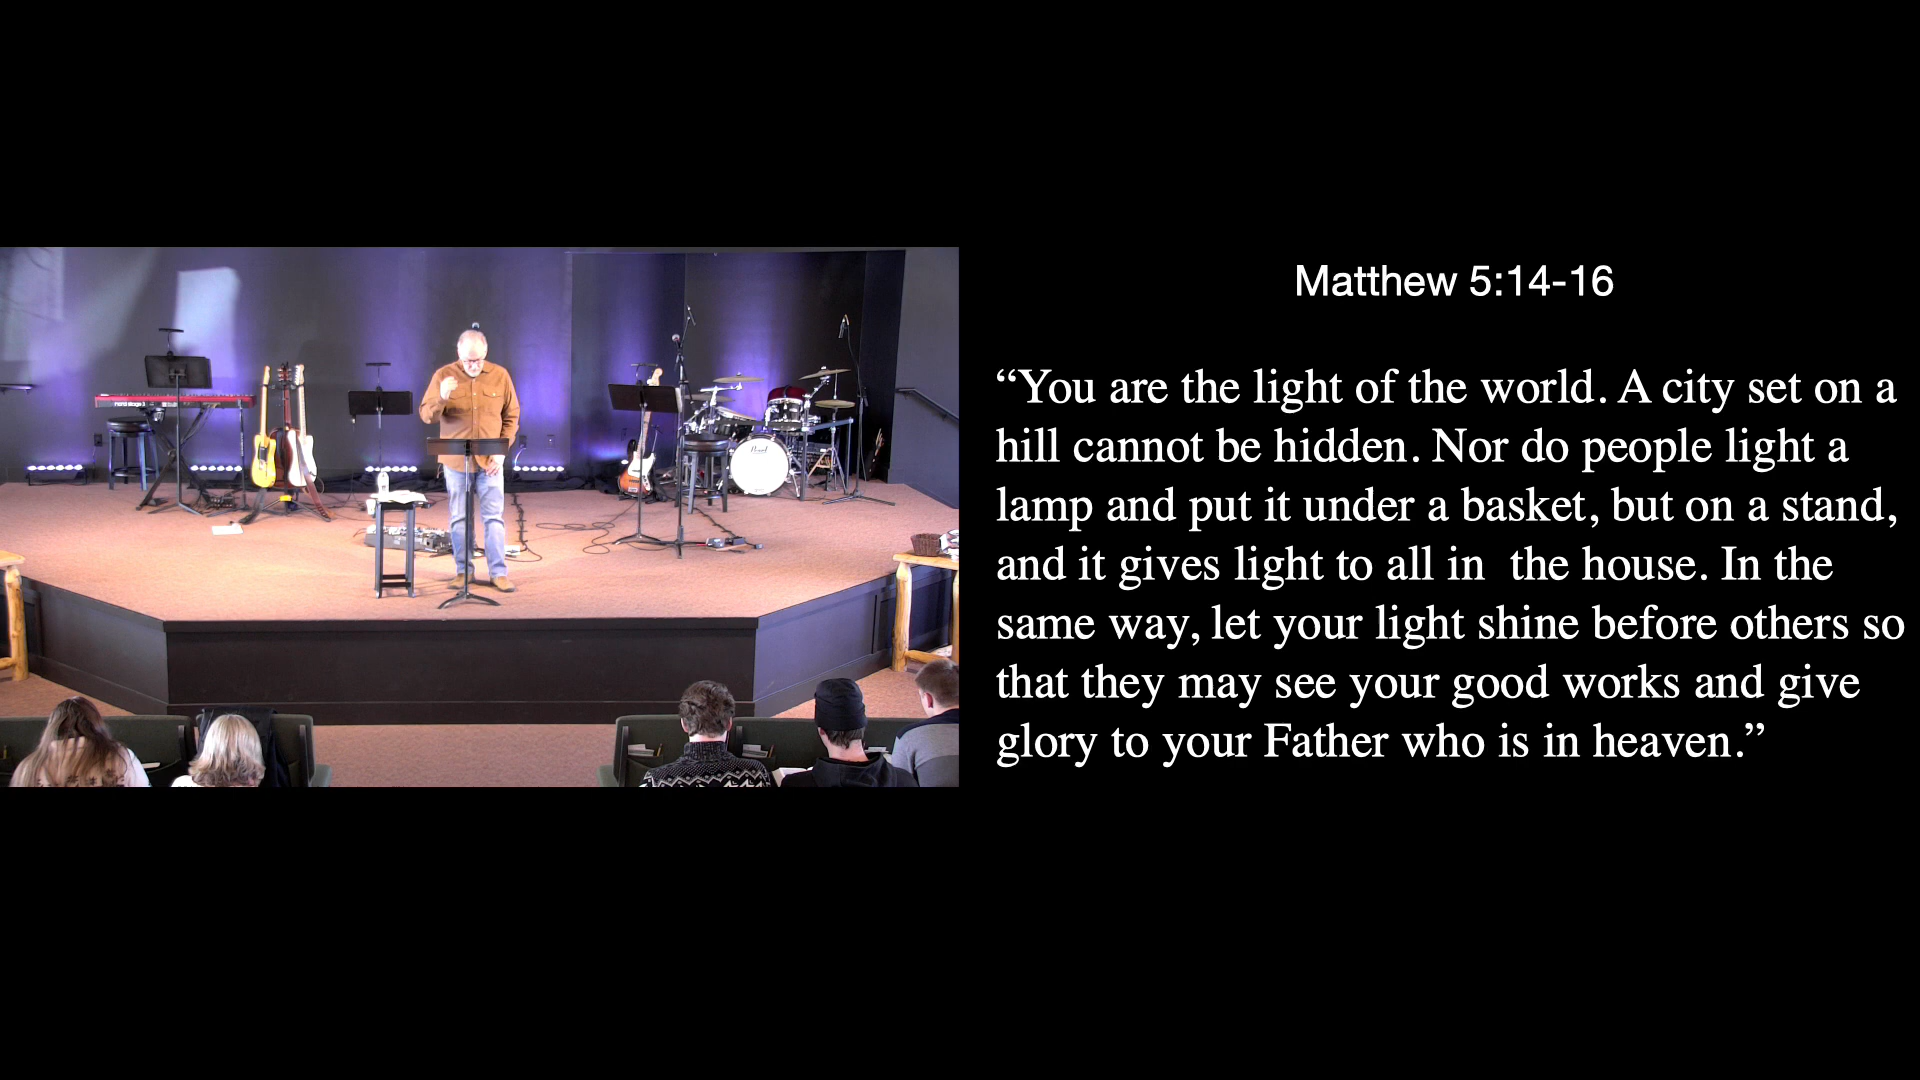 Matthew 5:14-16
“You are the light of the world. A city set on a
hill cannot be hidden. Nor do people light a
lamp and put it under a basket, but on a stand,
and it gives light to all in  the house. In the
same way, let your light shine before others so
that they may see your good works and give
glory to your Father who is in heaven.”